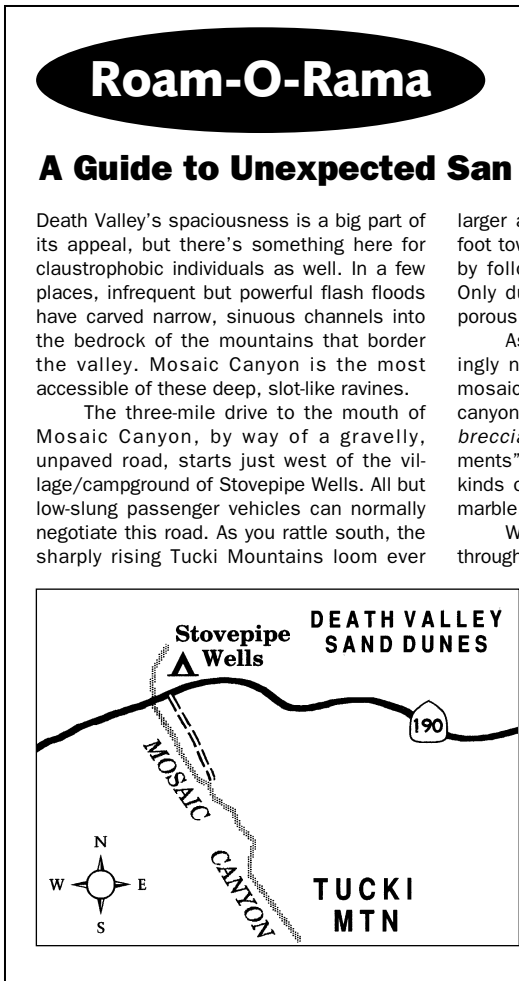 Roam-O-Rama
A Guide to Unexpected San
Death Valley's spaciousness is a big part of
its appeal, but there's something here for
claustrophobic individuals as well. In a few
places, infrequent but powerful flash floods
have carved narrow, sinuous channels into
the bedrock of the mountains that border
the valley. Mosaic Canyon is the most
accessible of these deep, slot-like ravines.
The three-mile drive to the mouth of
Mosaic Canyon, by way of a gravelly,
unpaved road, starts just west of the vil-
lage/campground of Stovepipe Wells. All but
low-slung passenger vehicles can normally
negotiate this road. As you rattle south, the
sharply rising Tucki Mountains loom ever
larger a
foot tow
by follo
Only du
porous
As
ingly n
mosaic
canyon
breccia
ments"
kinds o
marble
W
through
Stovepipe
Wells
DEATH VALLEY
SAND DUNES
190
MOSAIC
CANYON
TUCKI
MTN
N
W E
S